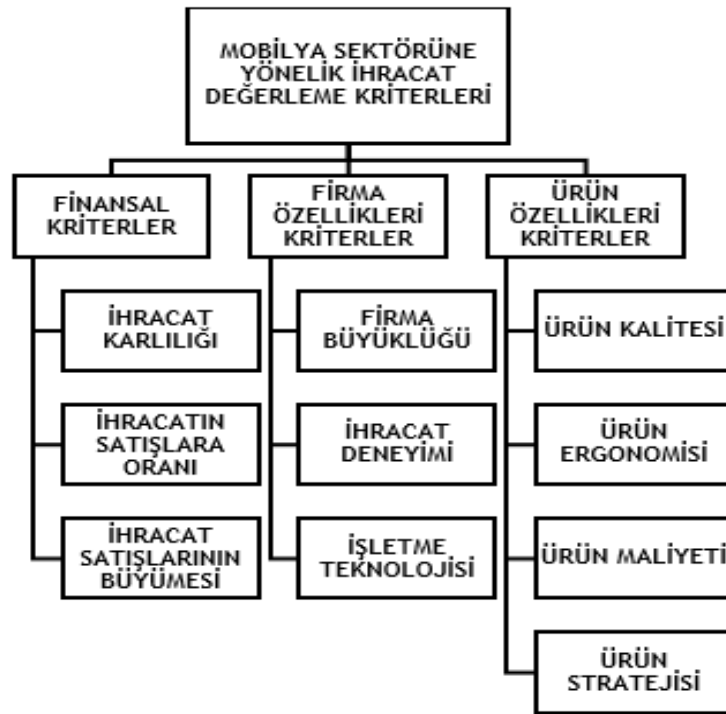 MOBİLYA SEKTÖRÜNE
YÖNELİK İHRACAT
DEĞERLEME KRİTERLERİ
FİNANSAL
KRİTERLER
İHRACAT
KARLILIĞI
İHRACATIN
SATIŞLARA
ORANI
İHRACAT
SATIŞLARININ
BÜYÜMESİ
FİRMA
ÖZELLİKLERİ
KRİTERLER
FİRMA
BÜYÜKLÜĞÜ
İHRACAT
DENEYİMİ
İŞLETME
TEKNOLOJİSİ
ÜRÜN
ÖZELLİKLERİ
KRİTERLER
ÜRÜN KALİTESİ
ÜRÜN
ERGONOMİSİ
ÜRÜN MALİYETİ
ÜRÜN
STRATEJİSİ